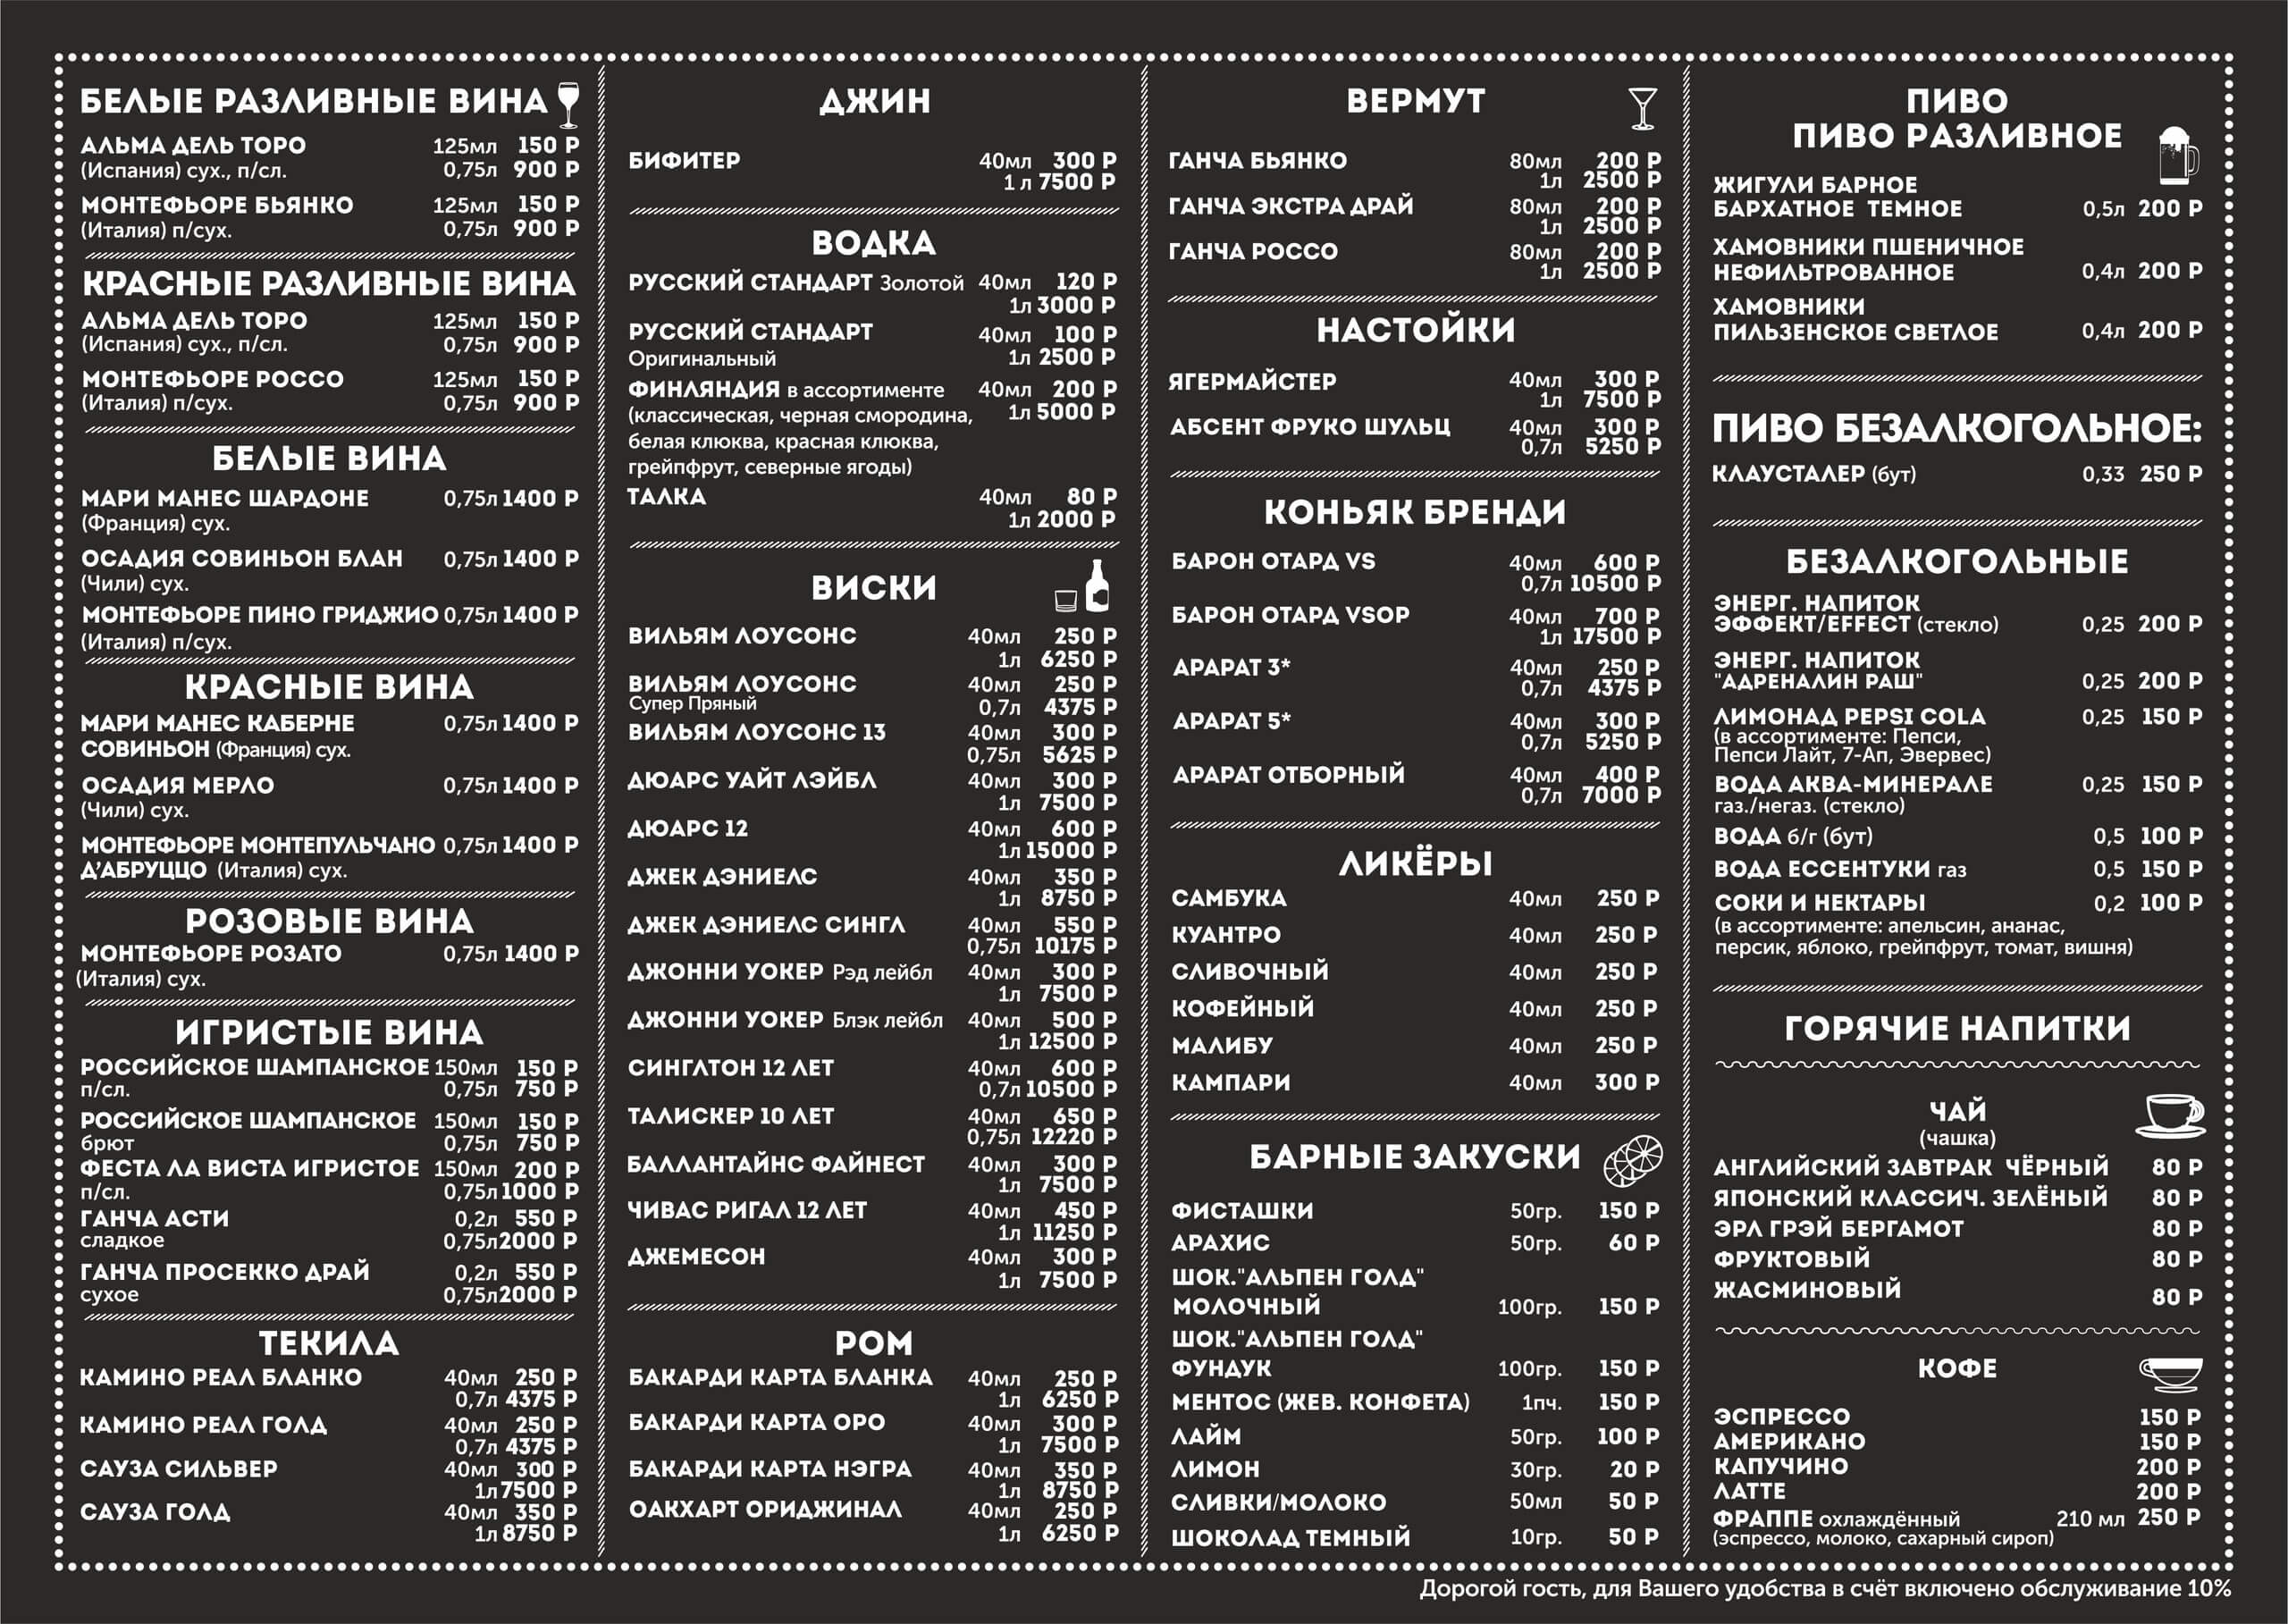 БЕЛЫЕ РАЗЛИВНЫЕ ВИНА
АЛЬМА ДЕЛЬ ТОРО 125мл 150 Р
(Испания) сух., п/сл. 0,75л 900 Р
МОНТЕФЬОРЕ БЬЯНКО 125мл 150 Р
(Италия) п/сух. 0,75л 900 Р
КРАСНЫЕ РАЗЛИВНЫЕ ВИНА
АЛЬМА ДЕЛЬ ТОРО 125мл 150 Р
(Испания) сух., п/сл. 0,75л 900 Р
МОНТЕФЬОРЕ РОССО 125мл 150 Р
(Италия) п/сух. 0,75л 900 Р
БЕЛЫЕ ВИНА
МАРИ МАНЕС ШАРДОНЕ 0,75л 1400 Р
(Франция) сух.
ОСАДИЯ СОВИНЬОН БЛАН 0,75л 1400 Р
(Чили) сух.
МОНТЕФЬОРЕ ПИНО ГРИДЖИО 0,75л 1400 Р
(Италия) п/сух.
КРАСНЫЕ ВИНА
МАРИ МАНЕС КАБЕРНЕ 0,75л 1400 Р
СОВИНЬОН (Франция) сух.
ОСАДИЯ МЕРЛО 0,75л 1400 Р
(Чили) сух.
МОНТЕФЬОРЕ МОНТЕПУЛЬЧАНО 0,75л 1400 Р
Д'АБРУЦЦО (Италия) сух.
РОЗОВЫЕ ВИНА
МОНТЕФЬОРЕ РОЗАТО 0,75л 1400 Р
(Италия) сух.
ИГРИСТЫЕ ВИНА
РОССИЙСКОЕ ШАМПАНСКОЕ 150мл 150 Р
п/сл. 0,75л 750 Р
РОССИЙСКОЕ ШАМПАНСКОЕ 150мл 150 Р
брют 0,75л 750 Р
ФЕСТА ЛА ВИСТА ИГРИСТОЕ 150мл 200 Р
п/сл. 0,75л 1000 Р
ГАНЧА АСТИ 0,2л 550 Р
сладкое 0,75л 2000 Р
ГАНЧА ПРОСЕККО ДРАЙ 0,2л 550 Р
сухое 0,75л 2000 Р
ТЕКИЛА
КАМИНО РЕАЛ БЛАНКО 40мл 250 Р
0,7л 4375 Р
КАМИНО РЕАЛ ГОЛД 40мл 250 Р
0,7л 4375 Р
САУЗА СИЛЬВЕР 40мл 300 Р
1л 7500 Р
САУЗА ГОЛД 40мл 350 Р
1л 8750 Р
ДЖИН
БИФИТЕР 40мл 300 Р
1 л 7500 Р
ВОДКА
РУССКИЙ СТАНДАРТ Золотой 40мл 120 Р
1л 3000 Р
РУССКИЙ СТАНДАРТ 40мл 100 Р
Оригинальный 1л 2500 Р
ФИНЛЯНДИЯ в ассортименте 40мл 200 Р
(классическая, черная смородина, 1л 5000 Р
белая клюква, красная клюква,
грейпфрут, северные ягоды)
ТАЛКА 40мл 80 Р
1л 2000 Р
ВИСКИ
ВИЛЬЯМ ЛОУСОНС 40мл 250 Р
1л 6250 Р
ВИЛЬЯМ ЛОУСОНС 40мл 250 Р
Супер Пряный 0,7л 4375 Р
ВИЛЬЯМ ЛОУСОНС 13 40мл 300 Р
0,75л 5625 Р
ДЮАРС УАЙТ ЛЭЙБЛ 40мл 300 Р
1л 7500 Р
ДЮАРС 12 40мл 600 Р
1л 15000 Р
ДЖЕК ДЭНИЕЛС 40мл 350 Р
1л 8750 Р
ДЖЕК ДЭНИЕЛС СИНГЛ 40мл 550 Р
0,75л 10175 Р
ДЖОННИ УОКЕР Рэд лейбл 40мл 300 Р
1л 7500 Р
ДЖОННИ УОКЕР Блэк лейбл 40мл 500 Р
1л 12500 Р
СИНГЛТОН 12 ЛЕТ 40мл 600 Р
0,7л 10500 Р
ТАЛИСКЕР 10 ЛЕТ 40мл 650 Р
0,75л 12220 Р
БАЛЛАНТАЙНС ФАЙНЕСТ 40мл 300 Р
1л 7500 Р
ЧИВАС РИГАЛ 12 ЛЕТ 40мл 450 Р
1л 11250 Р
ДЖЕМЕСОН 40мл 300 Р
1л 7500 Р
РОМ
БАКАРДИ КАРТА БЛАНКА 40мл 250 Р
1л 6250 Р
БАКАРДИ КАРТА ОРО 40мл 300 Р
1л 7500 Р
БАКАРДИ КАРТА НЭГРА 40мл 350 Р
1л 8750 Р
ОАКХАРТ ОРИДЖИНАЛ 40мл 250 Р
1л 6250 Р
ВЕРМУТ
ГАНЧА БЬЯНКО 80мл 200 Р
1л 2500 Р
ГАНЧА ЭКСТРА ДРАЙ 80мл 200 Р
1л 2500 Р
ГАНЧА РОССО 80мл 200 Р
1л 2500 Р
НАСТОЙКИ
ЯГЕРМАЙСТЕР 40мл 300 Р
1л 7500 Р
АБСЕНТ ФРУКО ШУЛЬЦ 40мл 300 Р
0,7л 5250 Р
КОНЬЯК БРЕНДИ
БАРОН ОТАРД VS 40мл 600 Р
0,7л 10500 Р
БАРОН ОТАРД VSOP 40мл 700 Р
1л 17500 Р
АРАРАТ 3* 40мл 250 Р
0,7л 4375 Р
АРАРАТ 5* 40мл 300 Р
0,7л 5250 Р
АРАРАТ ОТБОРНЫЙ 40мл 400 Р
0,7л 7000 Р
ЛИКЁРЫ
САМБУКА 40мл 250 Р
КУАНТРО 40мл 250 Р
СЛИВОЧНЫЙ 40мл 250 Р
КОФЕЙНЫЙ 40мл 250 Р
МАЛИБУ 40мл 250 Р
КАМПАРИ 40мл 300 Р
БАРНЫЕ ЗАКУСКИ
ФИСТАШКИ 50гр. 150 Р
АРАХИС 50гр. 60 Р
ШОК."АЛЬПЕН ГОЛД"
МОЛОЧНЫЙ 100гр. 150 Р
ШОК."АЛЬПЕН ГОЛД"
ФУНДУК 100гр. 150 Р
МЕНТОС (ЖЕВ. КОНФЕТА) 1пч. 150 Р
ЛАЙМ 50гр. 100 Р
ЛИМОН 30гр. 20 Р
СЛИВКИ/МОЛОКО 50мл 50 Р
ШОКОЛАД ТЕМНЫЙ 10гр. 50 Р
ПИВО
ПИВО РАЗЛИВНОЕ
ЖИГУЛИ БАРНОЕ
БАРХАТНОЕ ТЕМНОЕ 0,5л 200 Р
ХАМОВНИКИ ПШЕНИЧНОЕ
НЕФИЛЬТРОВАННОЕ 0,4л 200 Р
ХАМОВНИКИ
ПИЛЬЗЕНСКОЕ СВЕТЛОЕ 0,4л 200 Р
ПИВО БЕЗАЛКОГОЛЬНОЕ:
КЛАУСТАЛЕР (бут) 0,33 250 Р
БЕЗАЛКОГОЛЬНЫЕ
ЭНЕРГ. НАПИТОК
ЭФФЕКТ/EFFECT (стекло) 0,25 200 Р
ЭНЕРГ. НАПИТОК
"АДРЕНАЛИН РАШ" 0,25 200 Р
ЛИМОНАД PEPSI COLA 0,25 150 Р
(в ассортименте: Пепси,
Пепси Лайт, 7-Ап, Эвервес)
ВОДА АКВА-МИНЕРАЛЕ 0,25 150 Р
газ./негаз. (стекло)
ВОДА б/г (бут) 0,5 100 Р
ВОДА ЕССЕНТУКИ газ 0,5 150 Р
СОКИ И НЕКТАРЫ 0,2 100 Р
(в ассортименте: апельсин, ананас,
персик, яблоко, грейпфрут, томат, вишня)
ГОРЯЧИЕ НАПИТКИ
ЧАЙ
(чашка)
АНГЛИЙСКИЙ ЗАВТРАК ЧЁРНЫЙ 80 Р
ЯПОНСКИЙ КЛАССИЧ. ЗЕЛЁНЫЙ 80 Р
ЭРЛ ГРЭЙ БЕРГАМОТ 80 Р
ФРУКТОВЫЙ 80 Р
ЖАСМИНОВЫЙ 80 Р
КОФЕ
ЭСПРЕССО 150 Р
АМЕРИКАНО 150 Р
КАПУЧИНО 200 Р
ЛАТТЕ 200 Р
ФРАППЕ охлаждённый 210 мл 250 Р
(эспрессо, молоко, сахарный сироп)
Дорогой гость, для Вашего удобства в счёт включено обслуживание 10%